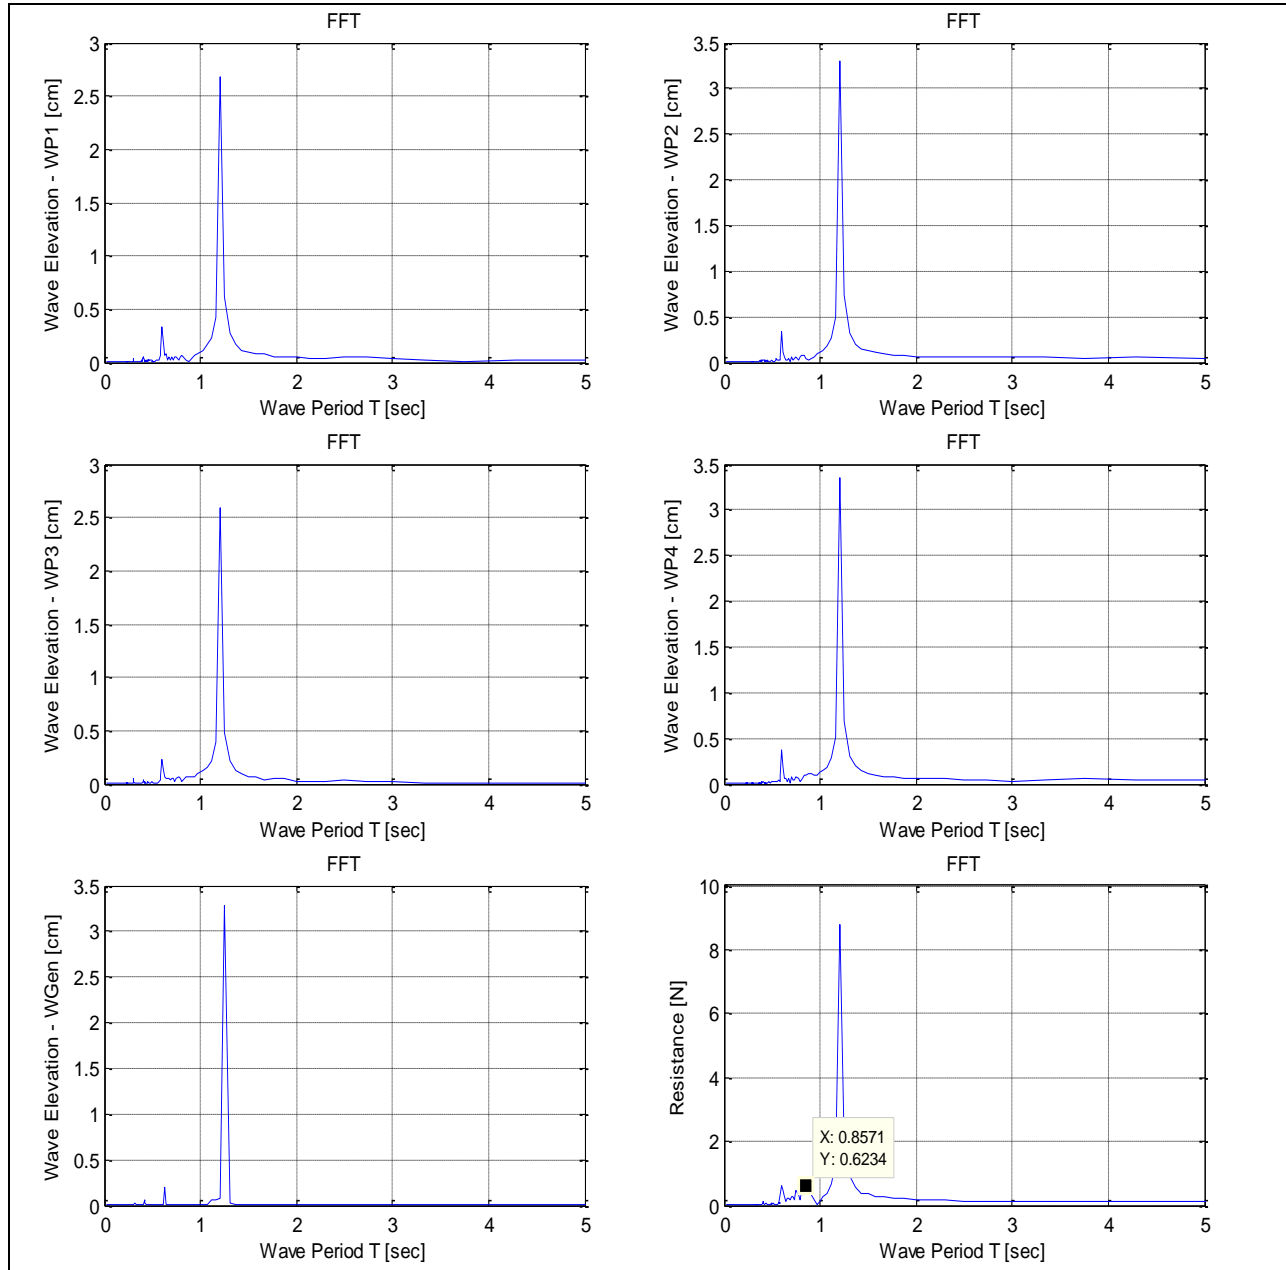 FFT
Wave Elevation - WP1 [cm]
3
2.5
2
1.5
1
0.5
0
0 1 2 3 4 5
Wave Period T [sec]
FFT
Wave Elevation - WP2 [cm]
3.5
3
2.5
2
1.5
1
0.5
0
0 1 2 3 4 5
Wave Period T [sec]
FFT
Wave Elevation - WP3 [cm]
3
2.5
2
1.5
1
0.5
0
0 1 2 3 4 5
Wave Period T [sec]
FFT
Wave Elevation - WP4 [cm]
3.5
3
2.5
2
1.5
1
0.5
0
0 1 2 3 4 5
Wave Period T [sec]
FFT
Wave Elevation - WGen [cm]
3.5
3
2.5
2
1.5
1
0.5
0
0 1 2 3 4 5
Wave Period T [sec]
FFT
Resistance [N]
10
8
6
4
2
0
X: 0.8571
Y: 0.6234
0 1 2 3 4 5
Wave Period T [sec]